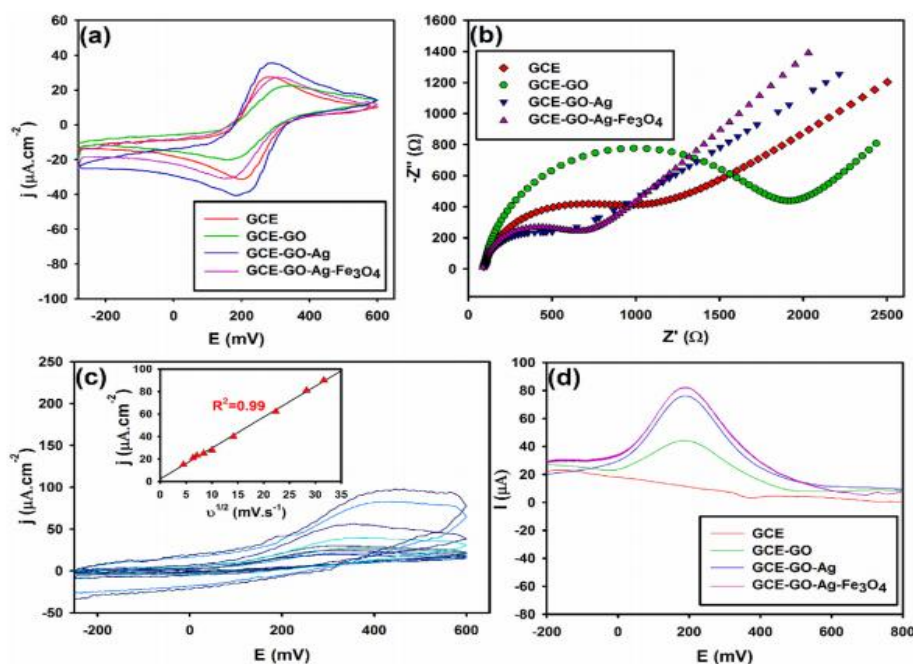 (a)
60
40
20
0
-20
-40
-60
-80
-100
j (µA.cm-2)
GCE
GCE-GO
GCE-GO-Ag
GCE-GO-Ag-Fe3O4
-200 0 200 400 600
E (mV)
(b)
1600
1400
1200
1000
800
600
400
200
0
-Z'' (Ω)
GCE
GCE-GO
GCE-GO-Ag
GCE-GO-Ag-Fe3O4
0 500 1000 1500 2000 2500
Z' (Ω)
(c)
250
200
150
100
50
0
-50
j (µA.cm-2)
100
80
60
40
20
0
j (µA.cm-2)
R2=0.99
0 5 10 15 20 25 30 35
υ1/2 (mV.s-1)
-200 0 200 400 600
E (mV)
(d)
100
80
60
40
20
0
-20
-40
-60
-80
I (µA)
GCE
GCE-GO
GCE-GO-Ag
GCE-GO-Ag-Fe3O4
-200 0 200 400 600 800
E (mV)